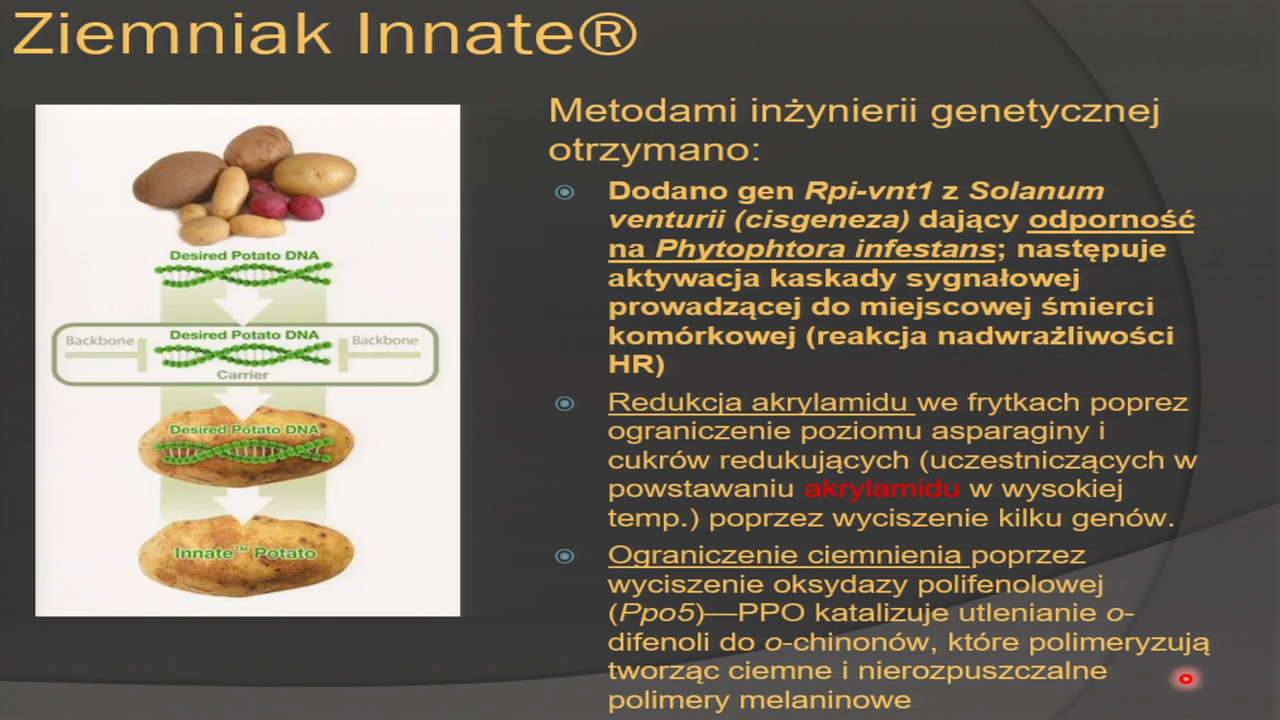 Ziemniak Innate®
Desired Potato DNA
Backbone
Desired Potato DNA
Backbone
Carrier
Desired Potato DNA
Innate™ Potato
Metodami inżynierii genetycznej
otrzymano:
Dodano gen Rpi-vnt1 z Solanum
venturii (cisgeneza) dający odporność
na Phytophtora infestans; następuje
aktywacja kaskady sygnałowej
prowadzącej do miejscowej śmierci
komórkowej (reakcja nadwrażliwości
HR)
Redukcja akrylamidu we frytkach poprez
ograniczenie poziomu asparaginy i
cukrów redukujących (uczestniczących w
powstawaniu akrylamidu w wysokiej
temp.) poprzez wyciszenie kilku genów.
Ograniczenie ciemnienia poprzez
wyciszenie oksydazy polifenolowej
(Ppo5)—PPO katalizuje utlenianie o-
difenoli do o-chinonów, które polimeryzują
tworząc ciemne i nierozpuszczalne
polimery melaninowe